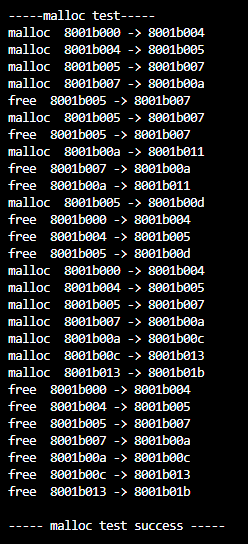 -----malloc test-----
malloc  8001b000 -> 8001b004
malloc  8001b004 -> 8001b005
malloc  8001b005 -> 8001b007
malloc  8001b007 -> 8001b00a
free  8001b005 -> 8001b007
malloc  8001b005 -> 8001b007
free  8001b005 -> 8001b007
malloc  8001b00a -> 8001b011
free  8001b007 -> 8001b00a
free  8001b00a -> 8001b011
malloc  8001b005 -> 8001b00d
free  8001b000 -> 8001b004
free  8001b004 -> 8001b005
free  8001b005 -> 8001b00d
malloc  8001b000 -> 8001b004
malloc  8001b004 -> 8001b005
malloc  8001b005 -> 8001b007
malloc  8001b007 -> 8001b00a
malloc  8001b00a -> 8001b00c
malloc  8001b00c -> 8001b013
malloc  8001b013 -> 8001b01b
free  8001b000 -> 8001b004
free  8001b004 -> 8001b005
free  8001b005 -> 8001b007
free  8001b007 -> 8001b00a
free  8001b00a -> 8001b00c
free  8001b00c -> 8001b013
free  8001b013 -> 8001b01b
----- malloc test success -----